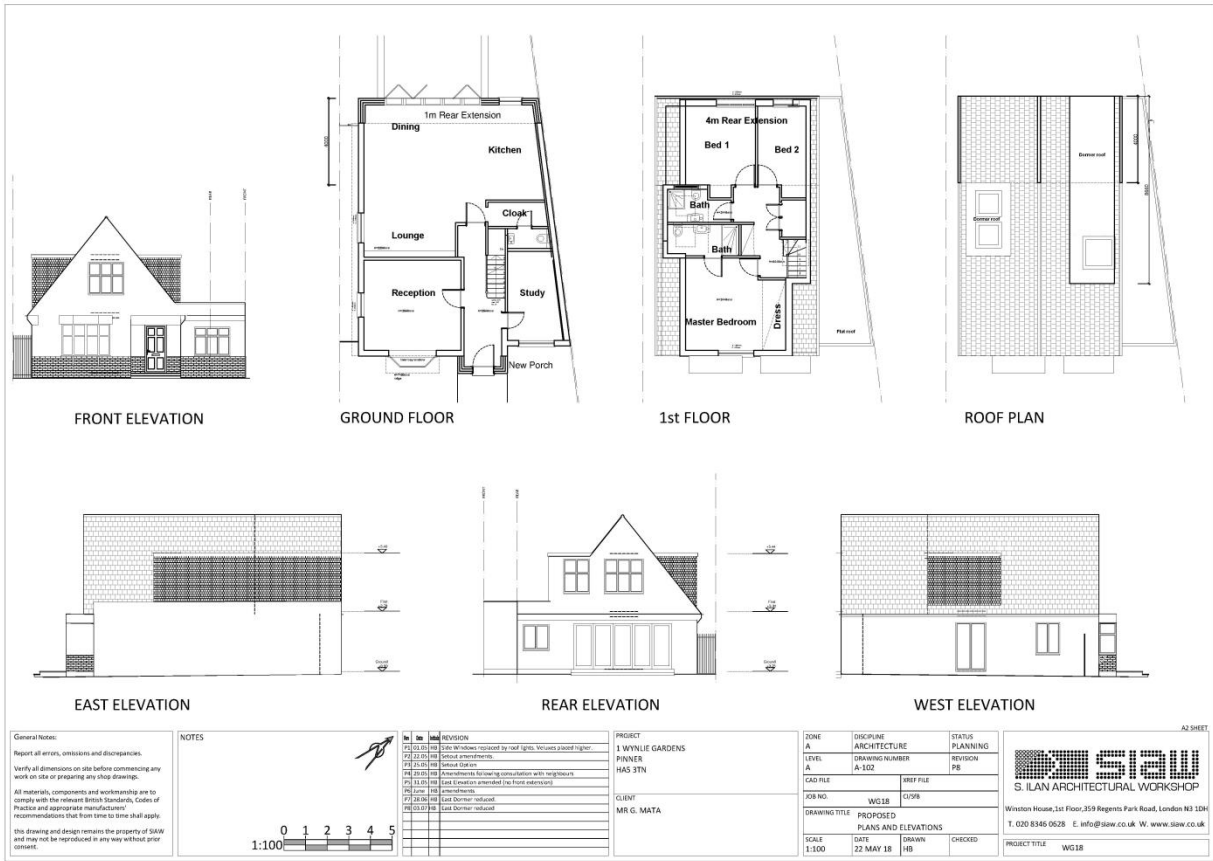 1m Rear Extension
Dining
Kitchen
Cloak
Lounge
Reception
Study
New Porch
4m Rear Extension
Bed 1
Bed 2
Bath
Bath
Master Bedroom
Dress
Flat roof
Dormer roof
Dormer roof
4000
4000
FRONT ELEVATION
GROUND FLOOR
1st FLOOR
ROOF PLAN
EAST ELEVATION
REAR ELEVATION
WEST ELEVATION
A2 SHEET
General Notes:
Report all errors, omissions and discrepancies.
Verify all dimensions on site before commencing any
work on site or preparing any shop drawings.
All materials, components and workmanship are to
comply with the relevant British Standards, Codes of
Practice and appropriate manufacturers'
recommendations that from time to time shall apply.
this drawing and design remains the property of SIAW
and may not be reproduced in any way without prior
consent.
NOTES
1:100
0 1 2 3 4 5
Rev Date Initials REVISION
P1 01.05 HB Side Windows replaced by roof lights. Veluxes placed higher.
P2 22.05 HB Setout amendments.
P3 25.05 HB Setout Option
P4 29.05 HB Amendments following consultation with neighbours
P5 31.05 HB East Elevation amended (no front extension)
P6 June HB amendments
P7 28.06 HB East Dormer reduced.
P8 03.07 HB East Dormer reduced
PROJECT
1 WYNLIE GARDENS
PINNER
HA5 3TN
CLIENT
MR G. MATA
ZONE
A
DISCIPLINE
ARCHITECTURE
STATUS
PLANNING
LEVEL
A
DRAWING NUMBER
A-102
REVISION
P8
CAD FILE
XREF FILE
JOB NO.
WG18
CI/SfB
DRAWING TITLE
PROPOSED
PLANS AND ELEVATIONS
SCALE
1:100
DATE
22 MAY 18
DRAWN
HB
CHECKED
siaw
S. ILAN ARCHITECTURAL WORKSHOP
Winston House,1st Floor,359 Regents Park Road, London N3 1DH
T. 020 8346 0628 E. info@siaw.co.uk W. www.siaw.co.uk
PROJECT TITLE
WG18